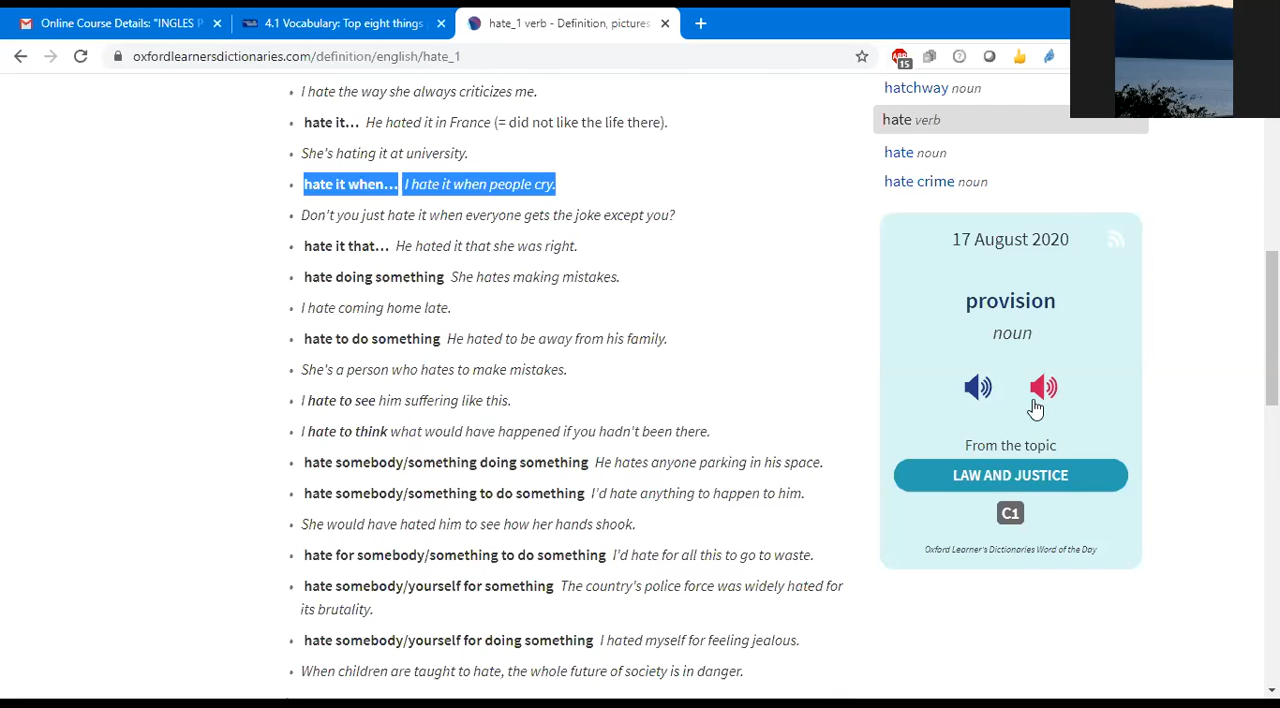 Online Course Details: "INGLES P
4.1 Vocabulary: Top eight things
hate_1 verb - Definition, pictures
oxfordlearnersdictionaries.com/definition/english/hate_1
ABP
15
I hate the way she always criticizes me.
hate it… He hated it in France (= did not like the life there).
She's hating it at university.
hate it when… I hate it when people cry.
Don't you just hate it when everyone gets the joke except you?
hate it that… He hated it that she was right.
hate doing something She hates making mistakes.
I hate coming home late.
hate to do something He hated to be away from his family.
She's a person who hates to make mistakes.
I hate to see him suffering like this.
I hate to think what would have happened if you hadn't been there.
hate somebody/something doing something He hates anyone parking in his space.
hate somebody/something to do something I'd hate anything to happen to him.
She would have hated him to see how her hands shook.
hate for somebody/something to do something I'd hate for all this to go to waste.
hate somebody/yourself for something The country's police force was widely hated for
its brutality.
hate somebody/yourself for doing something I hated myself for feeling jealous.
When children are taught to hate, the whole future of society is in danger.
hatchway noun
hate verb
hate noun
hate crime noun
17 August 2020
provision
noun
From the topic
LAW AND JUSTICE
C1
Oxford Learner's Dictionaries Word of the Day